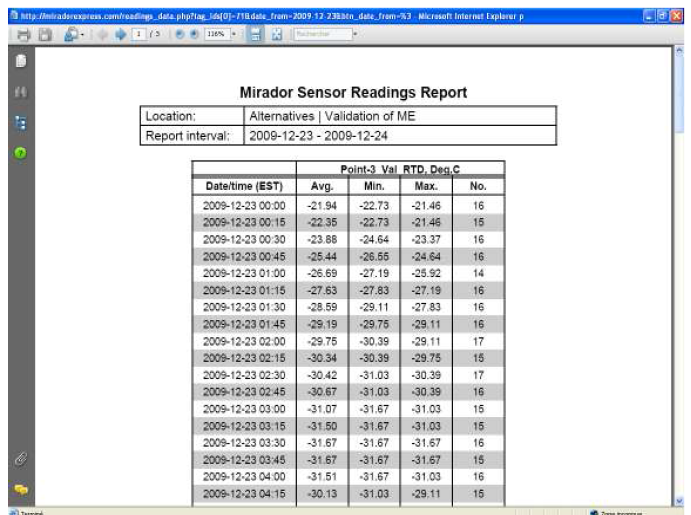 http://miradorexpress.com/readings_data.php?tag_ids[0]=71&date_from=2009-12-23&btn_date_from=%3 - Microsoft Internet Explorer p
1 / 3
116%
Rechercher
Mirador Sensor Readings Report
Location: Alternatives | Validation of ME
Report interval: 2009-12-23 - 2009-12-24
Point-3 Val RTD, Deg.C
Date/time (EST) Avg. Min. Max. No.
2009-12-23 00:00 -21.94 -22.73 -21.46 16
2009-12-23 00:15 -22.35 -22.73 -21.46 15
2009-12-23 00:30 -23.88 -24.64 -23.37 16
2009-12-23 00:45 -25.44 -26.55 -24.64 16
2009-12-23 01:00 -26.69 -27.19 -25.92 14
2009-12-23 01:15 -27.63 -27.83 -27.19 16
2009-12-23 01:30 -28.59 -29.11 -27.83 16
2009-12-23 01:45 -29.19 -29.75 -29.11 16
2009-12-23 02:00 -29.75 -30.39 -29.11 17
2009-12-23 02:15 -30.34 -30.39 -29.75 15
2009-12-23 02:30 -30.42 -31.03 -30.39 17
2009-12-23 02:45 -30.67 -31.03 -30.39 16
2009-12-23 03:00 -31.07 -31.67 -31.03 15
2009-12-23 03:15 -31.50 -31.67 -31.03 15
2009-12-23 03:30 -31.67 -31.67 -31.67 16
2009-12-23 03:45 -31.67 -31.67 -31.67 15
2009-12-23 04:00 -31.51 -31.67 -31.03 16
2009-12-23 04:15 -30.13 -31.03 -29.11 15
Terminé